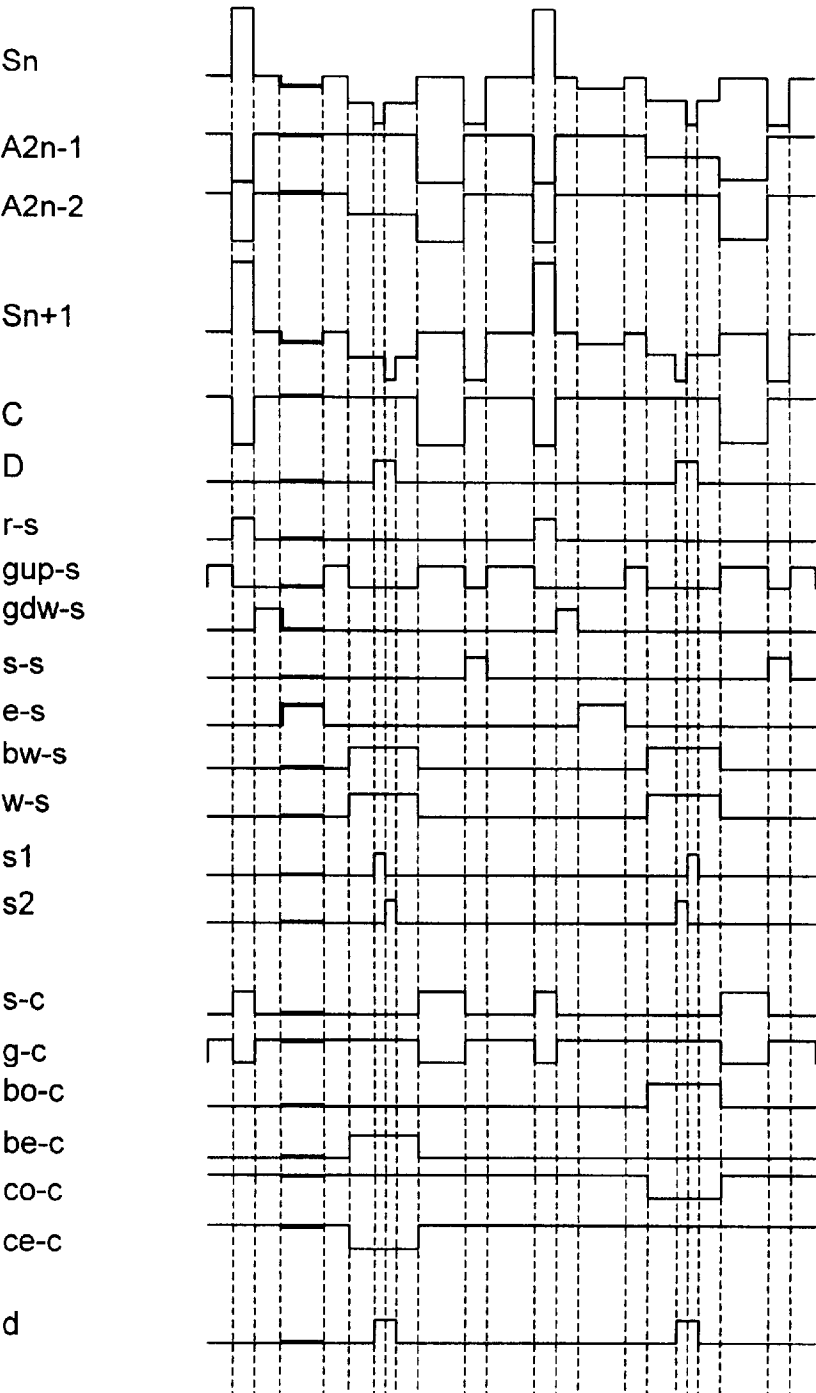 Sn
A2n-1
A2n-2
Sn+1
C
D
r-s
gup-s
gdw-s
s-s
e-s
bw-s
w-s
s1
s2
s-c
g-c
bo-c
be-c
co-c
ce-c
d